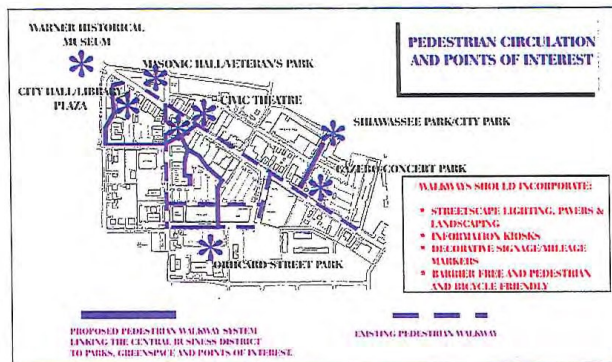 WARNER HISTORICAL
MUSEUM
MASONIC HALL/VETERAN'S PARK
CITY HALL/LIBRARY
PLAZA
CIVIC THEATRE
SHIAWASSEE PARK/CITY PARK
GAZEBO/CONCERT PARK
ORHCARD STREET PARK
PEDESTRIAN CIRCULATION
AND POINTS OF INTEREST
WALKWAYS SHOULD INCORPORATE:
• STREETSCAPE LIGHTING, PAVERS &
LANDSCAPING
• INFORMATION KIOSKS
• DECORATIVE SIGNAGE/MILEAGE
MARKERS
• BARRIER FREE AND PEDESTRIAN
AND BICYCLE FRIENDLY
PROPOSED PEDESTRIAN WALKWAY SYSTEM
LINKING THE CENTRAL BUSINESS DISTRICT
TO PARKS, GREENSPACE AND POINTS OF INTEREST.
EXISTING PEDESTRIAN WALKWAY